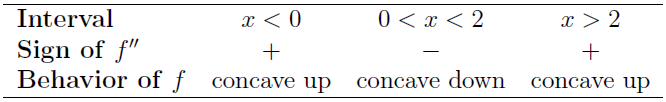 Interval x < 0 0 < x < 2 x > 2
Sign of f″ + − +
Behavior of f concave up concave down concave up